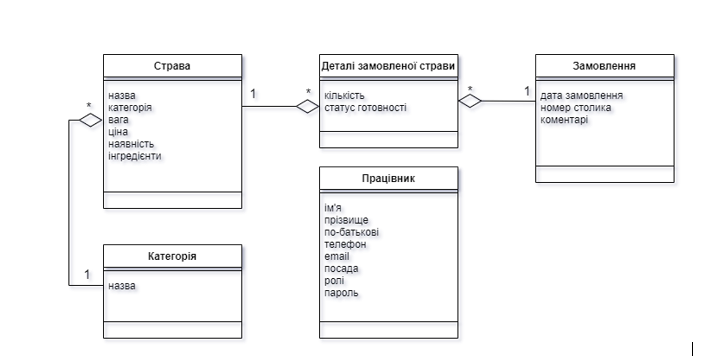 Страва
назва
категорія
вага
ціна
наявність
інгредієнти
*
1
*
Деталі замовленої страви
кількість
статус готовності
*
1
Замовлення
дата замовлення
номер столика
коментарі
Працівник
ім'я
прізвище
по-батькові
телефон
email
посада
ролі
пароль
Категорія
назва
1